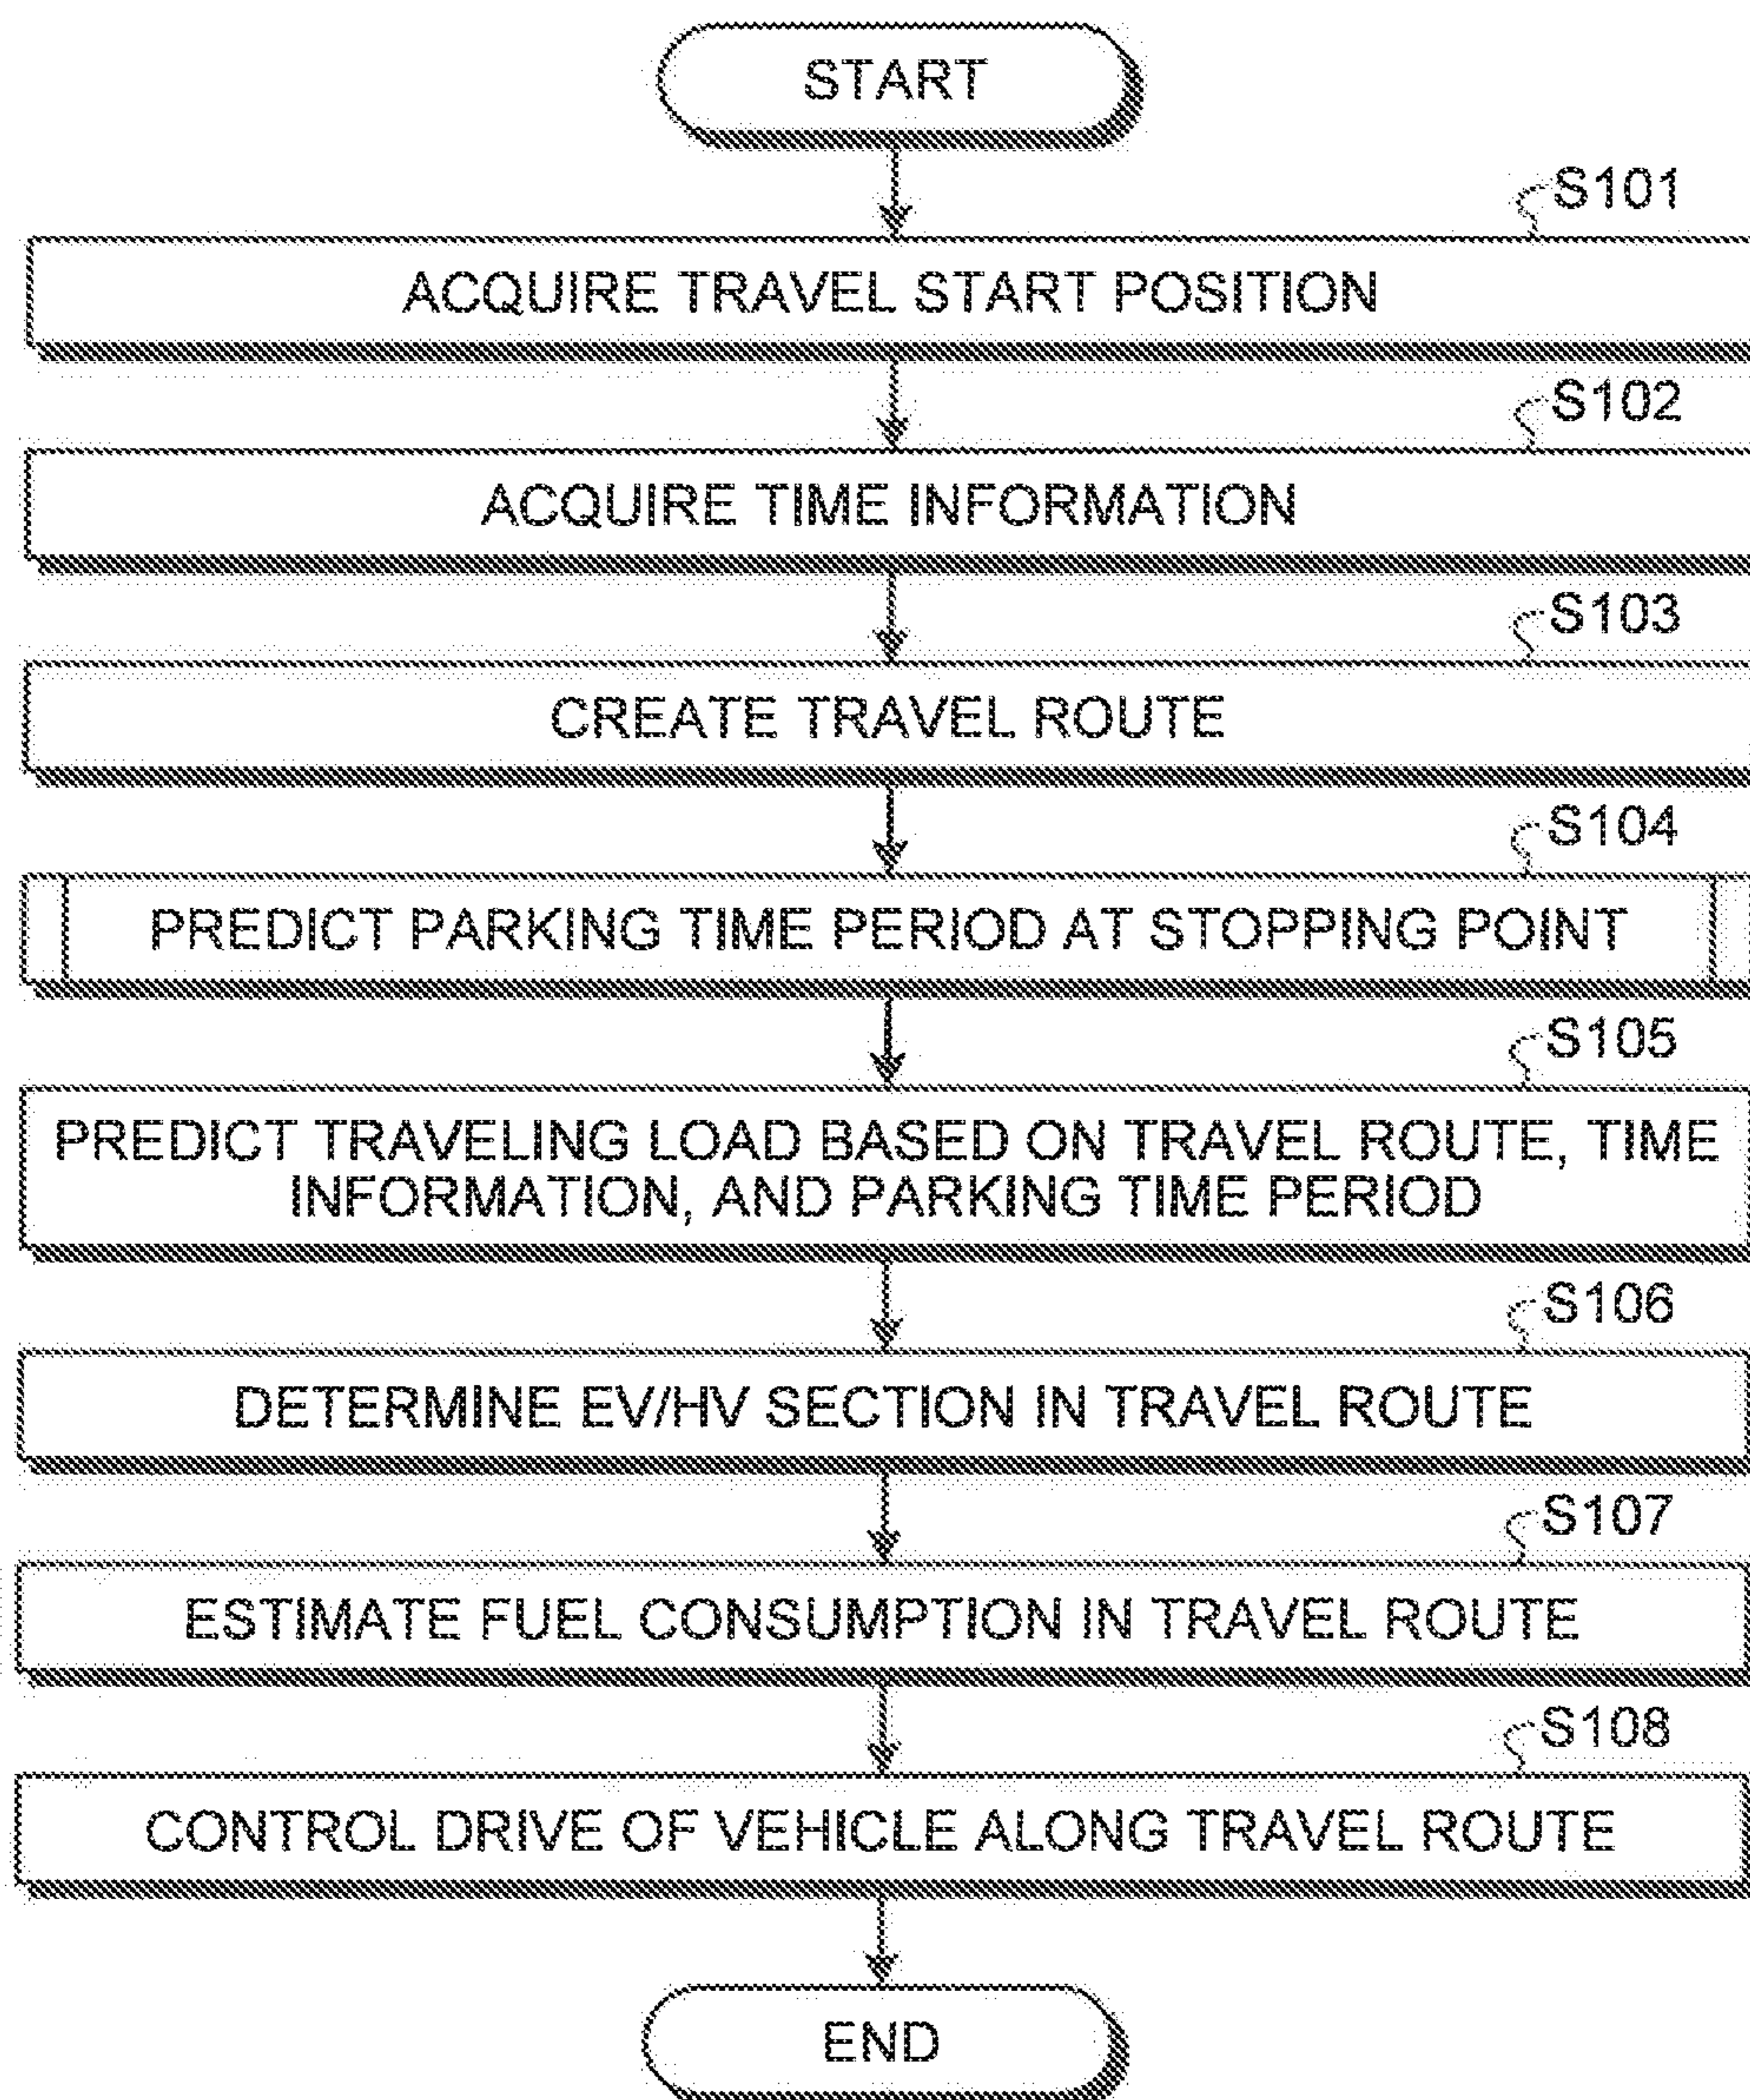 START
S101
ACQUIRE TRAVEL START POSITION
S102
ACQUIRE TIME INFORMATION
S103
CREATE TRAVEL ROUTE
S104
PREDICT PARKING TIME PERIOD AT STOPPING POINT
S105
PREDICT TRAVELING LOAD BASED ON TRAVEL ROUTE, TIME
INFORMATION, AND PARKING TIME PERIOD
S106
DETERMINE EV/HV SECTION IN TRAVEL ROUTE
S107
ESTIMATE FUEL CONSUMPTION IN TRAVEL ROUTE
S108
CONTROL DRIVE OF VEHICLE ALONG TRAVEL ROUTE
END